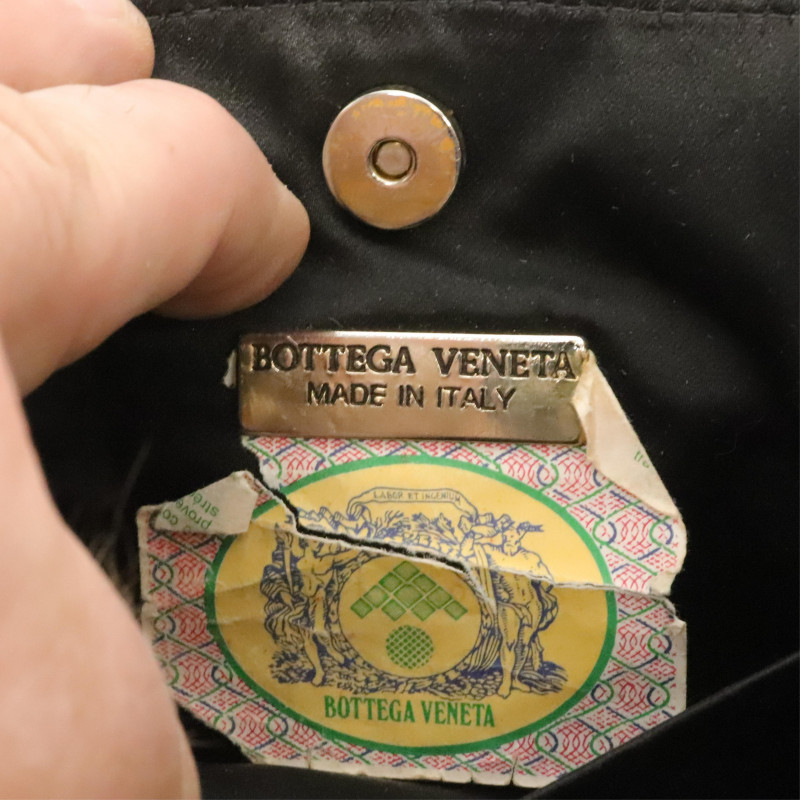 BOTTEGA VENETA
MADE IN ITALY
LABOR ET INGENIUM
BOTTEGA VENETA